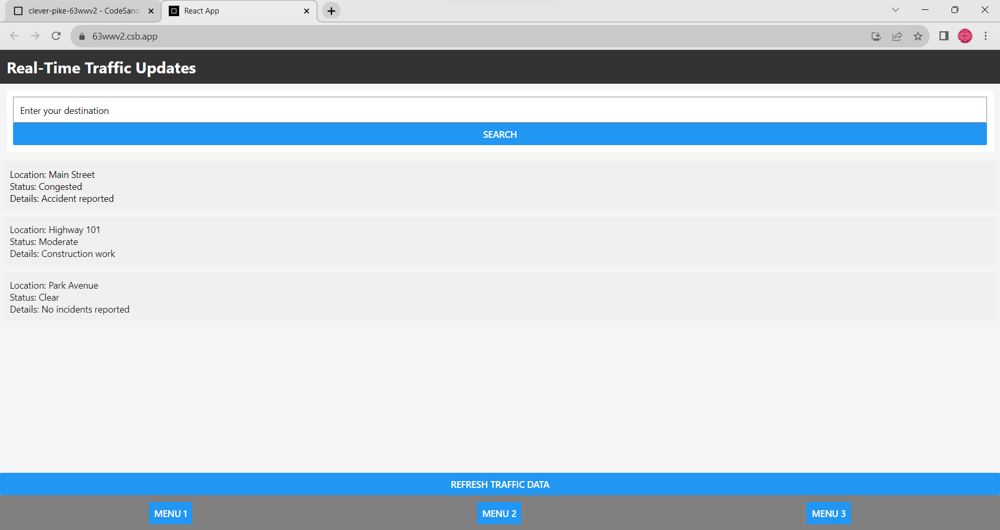 clever-pike-63wwv2 - CodeSand
React App
63wwv2.csb.app
Real-Time Traffic Updates
Enter your destination
SEARCH
Location: Main Street
Status: Congested
Details: Accident reported
Location: Highway 101
Status: Moderate
Details: Construction work
Location: Park Avenue
Status: Clear
Details: No incidents reported
REFRESH TRAFFIC DATA
MENU 1
MENU 2
MENU 3